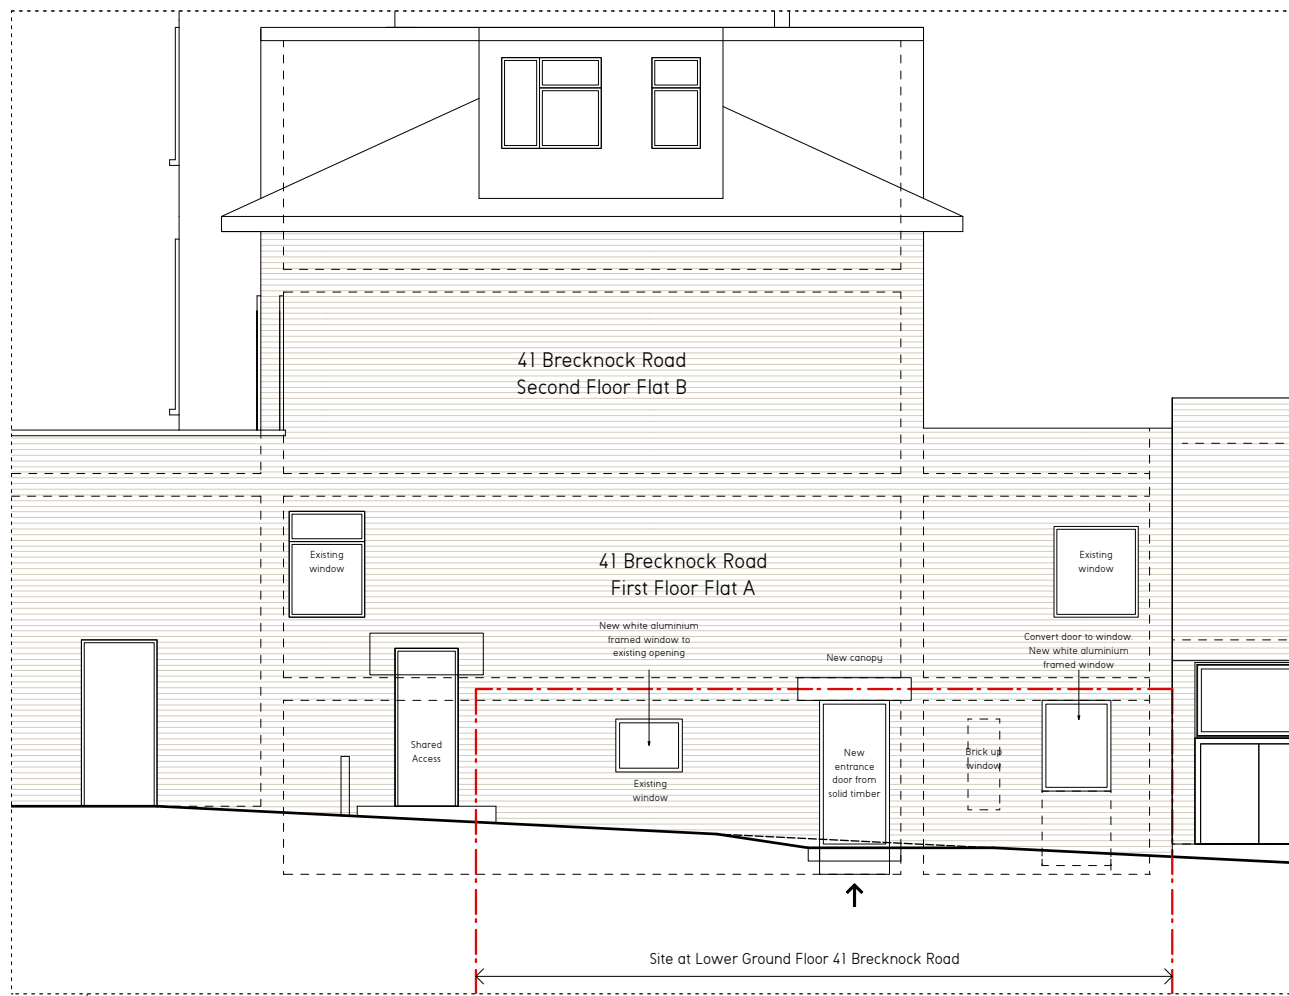 41 Brecknock Road
Second Floor Flat B
Existing
window
41 Brecknock Road
First Floor Flat A
Existing
window
New white aluminium
framed window to
existing opening
New canopy
Convert door to window.
New white aluminium
framed window
Shared
Access
Existing
window
New
entrance
door from
solid timber
Brick up
window
Site at Lower Ground Floor 41 Brecknock Road